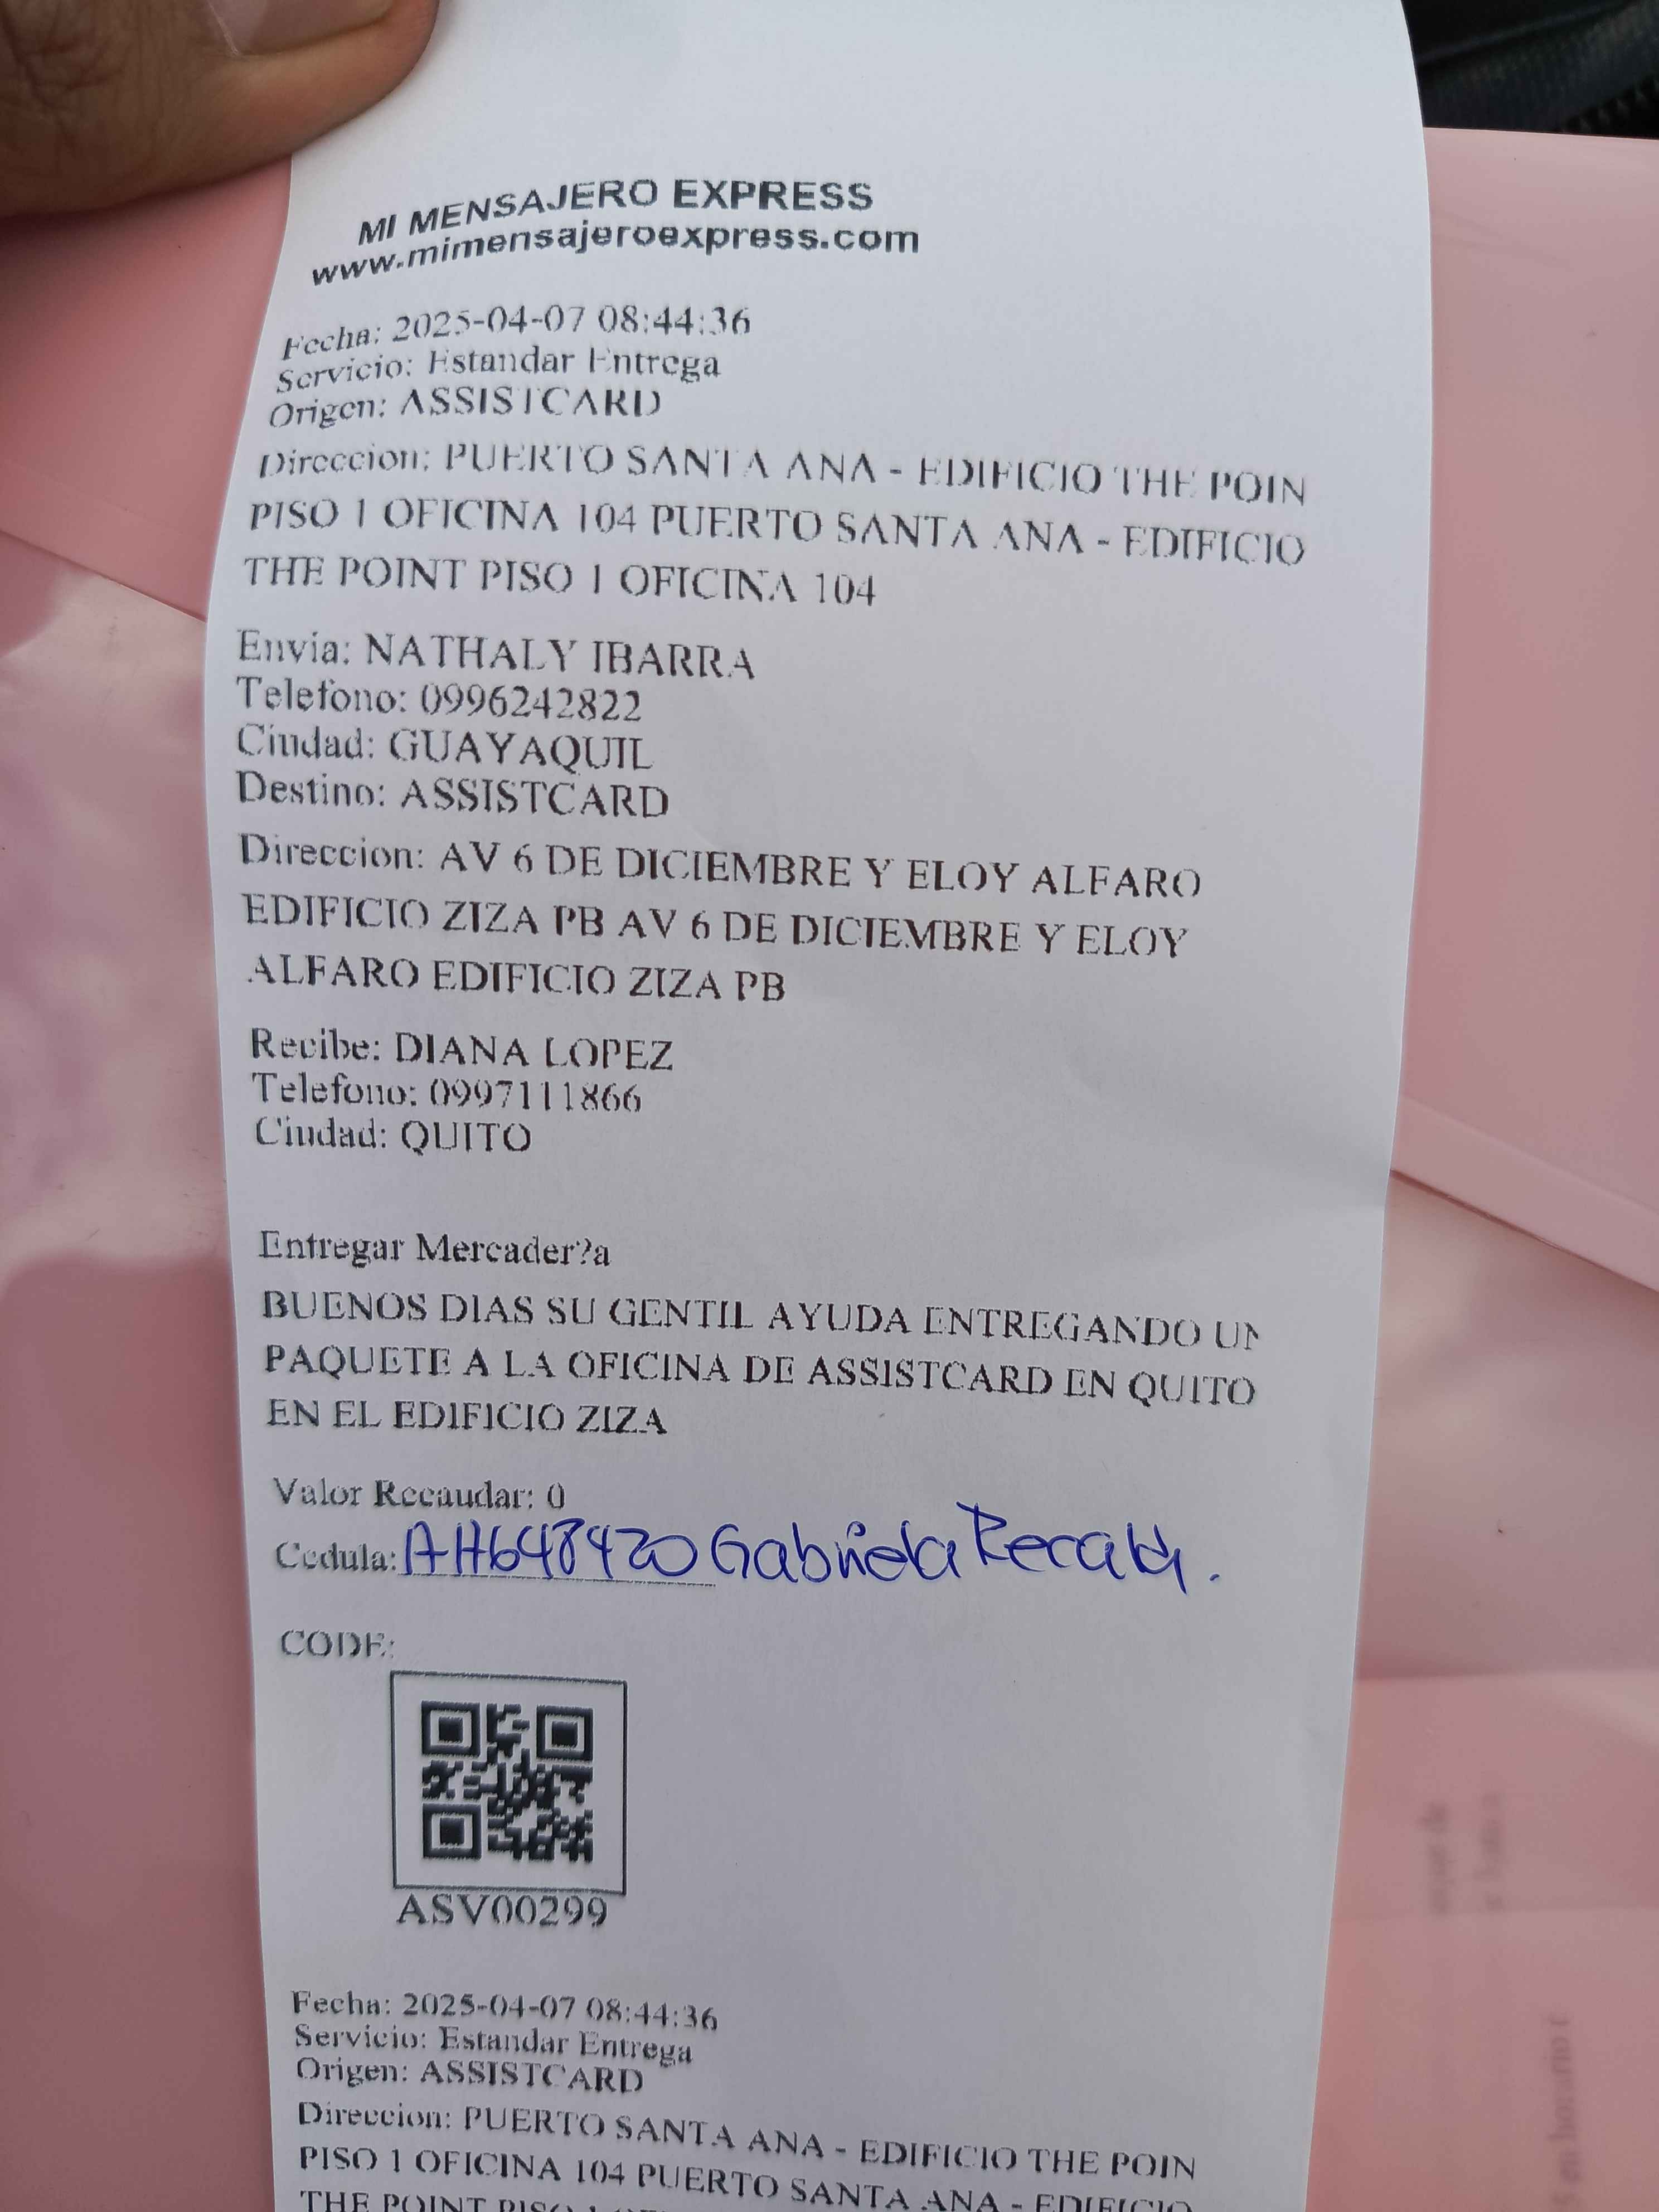 MI MENSAJERO EXPRESS
www.mimensajeroexpress.com
Fecha: 2025-04-07 08:44:36
Servicio: Estandar Entrega
Origen: ASSISTCARD
Direccion: PUERTO SANTA ANA - EDIFICIO THE POIN
PISO 1 OFICINA 104 PUERTO SANTA ANA - EDIFICIO
THE POINT PISO 1 OFICINA 104
Envia: NATHALY IBARRA
Telefono: 0996242822
Ciudad: GUAYAQUIL
Destino: ASSISTCARD
Direccion: AV 6 DE DICIEMBRE Y ELOY ALFARO
EDIFICIO ZIZA PB AV 6 DE DICIEMBRE Y ELOY
ALFARO EDIFICIO ZIZA PB
Recibe: DIANA LOPEZ
Telefono: 0997111866
Ciudad: QUITO
Entregar Mercader?a
BUENOS DIAS SU GENTIL AYUDA ENTREGANDO UN
PAQUETE A LA OFICINA DE ASSISTCARD EN QUITO
EN EL EDIFICIO ZIZA
Valor Recaudar: 0
Cedula: AH648420 Gabriela
CODE:
ASV00299
Fecha: 2025-04-07 08:44:36
Servicio: Estandar Entrega
Origen: ASSISTCARD
Direccion: PUERTO SANTA ANA - EDIFICIO THE POIN
PISO 1 OFICINA 104 PUERTO SANTA ANA - EDIFICIO
THE POINT PISO 1